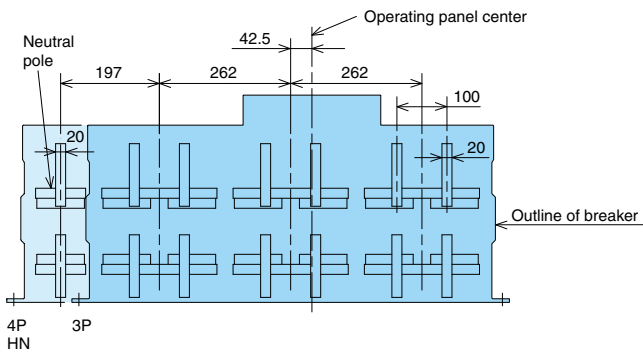 Operating panel center
Neutral
pole
42.5
197
262
262
100
20
20
Outline of breaker
4P
HN
3P